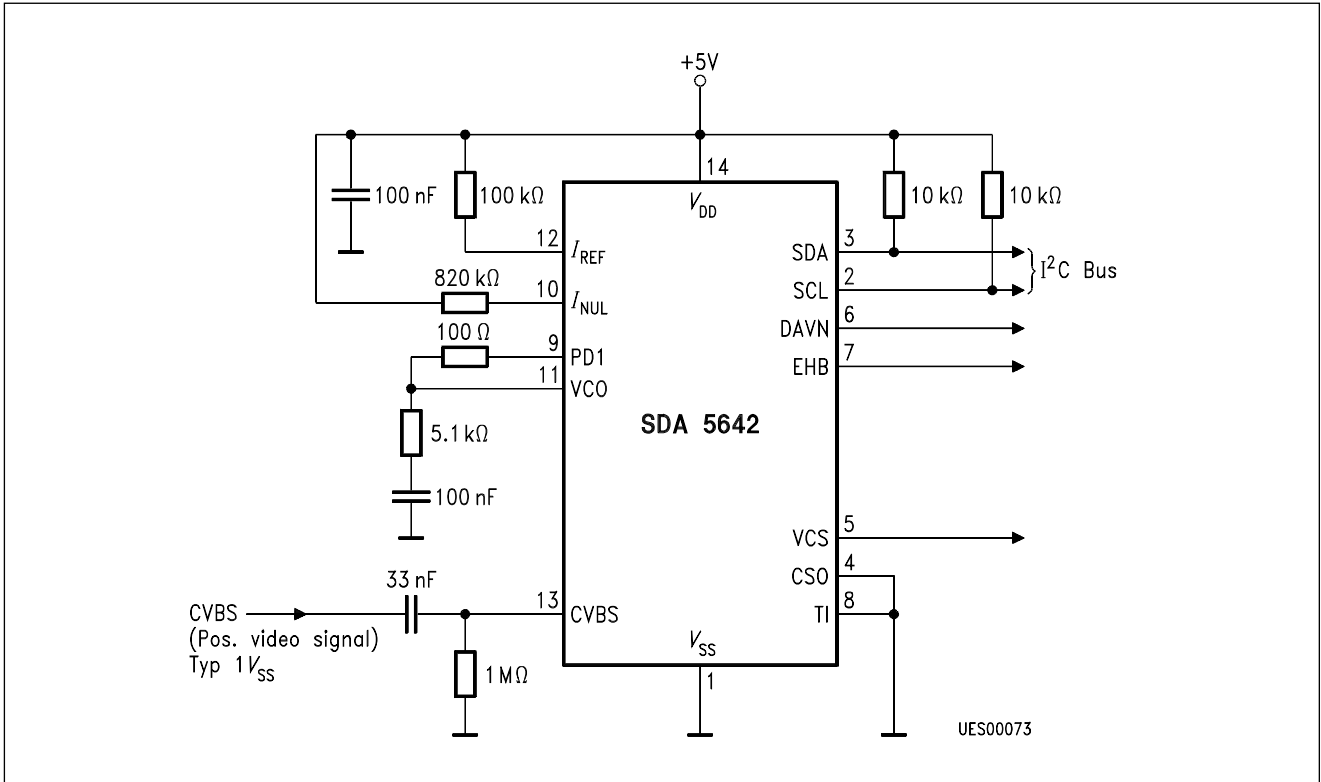 +5V
14
V_DD
100 nF
100 kΩ
10 kΩ
10 kΩ
12
I_REF
SDA
3
820 kΩ
10
I_NUL
SCL
2
I²C Bus
100 Ω
9
PD1
DAVN
6
11
VCO
EHB
7
SDA 5642
5.1 kΩ
100 nF
VCS
5
33 nF
CSO
4
CVBS
13
CVBS
TI
8
(Pos. video signal)
Typ 1V_SS
V_SS
1 MΩ
1
UES00073